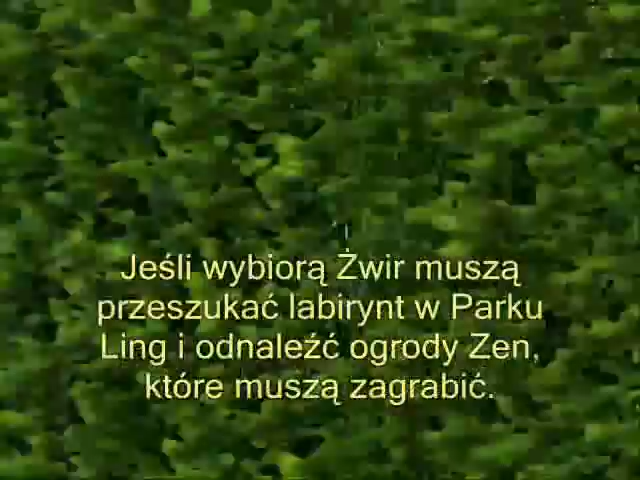 Jeśli wybiorą Żwir muszą
przeszukać labirynt w Parku
Ling i odnaleźć ogrody Zen,
które muszą zagrabić.